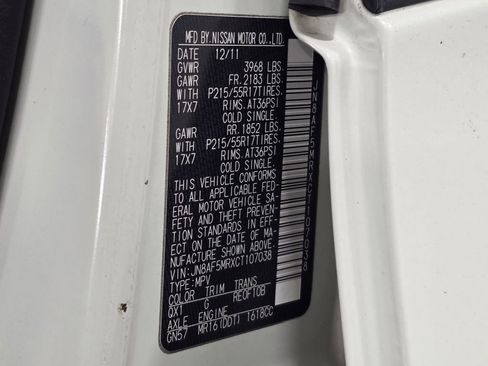 MFD BY.NISSAN MOTOR CO.,LTD.
DATE 12/11
GVWR 3968 LBS.
GAWR FR. 2183 LBS.
WITH P215/55R17TIRES.
17X7 RIMS. AT36PSI
COLD SINGLE.
GAWR RR. 1852 LBS.
WITH P215/55R17TIRES.
17X7 RIMS. AT36PSI
COLD SINGLE.
THIS VEHICLE CONFORMS
TO ALL APPLICABLE FED-
ERAL MOTOR VEHICLE SA-
FETY AND THEFT PREVEN-
TION STANDARDS IN EFF-
ECT ON THE DATE OF MA-
NUFACTURE SHOWN ABOVE.
VIN: JN8AF5MRXCT107038
TYPE:MPV
COLOR TRIM TRANS
QX1 G RE0F10B
AXLE ENGINE
GN57 MR16(DDT) 1618CC
JN8AF5MRXCT107038